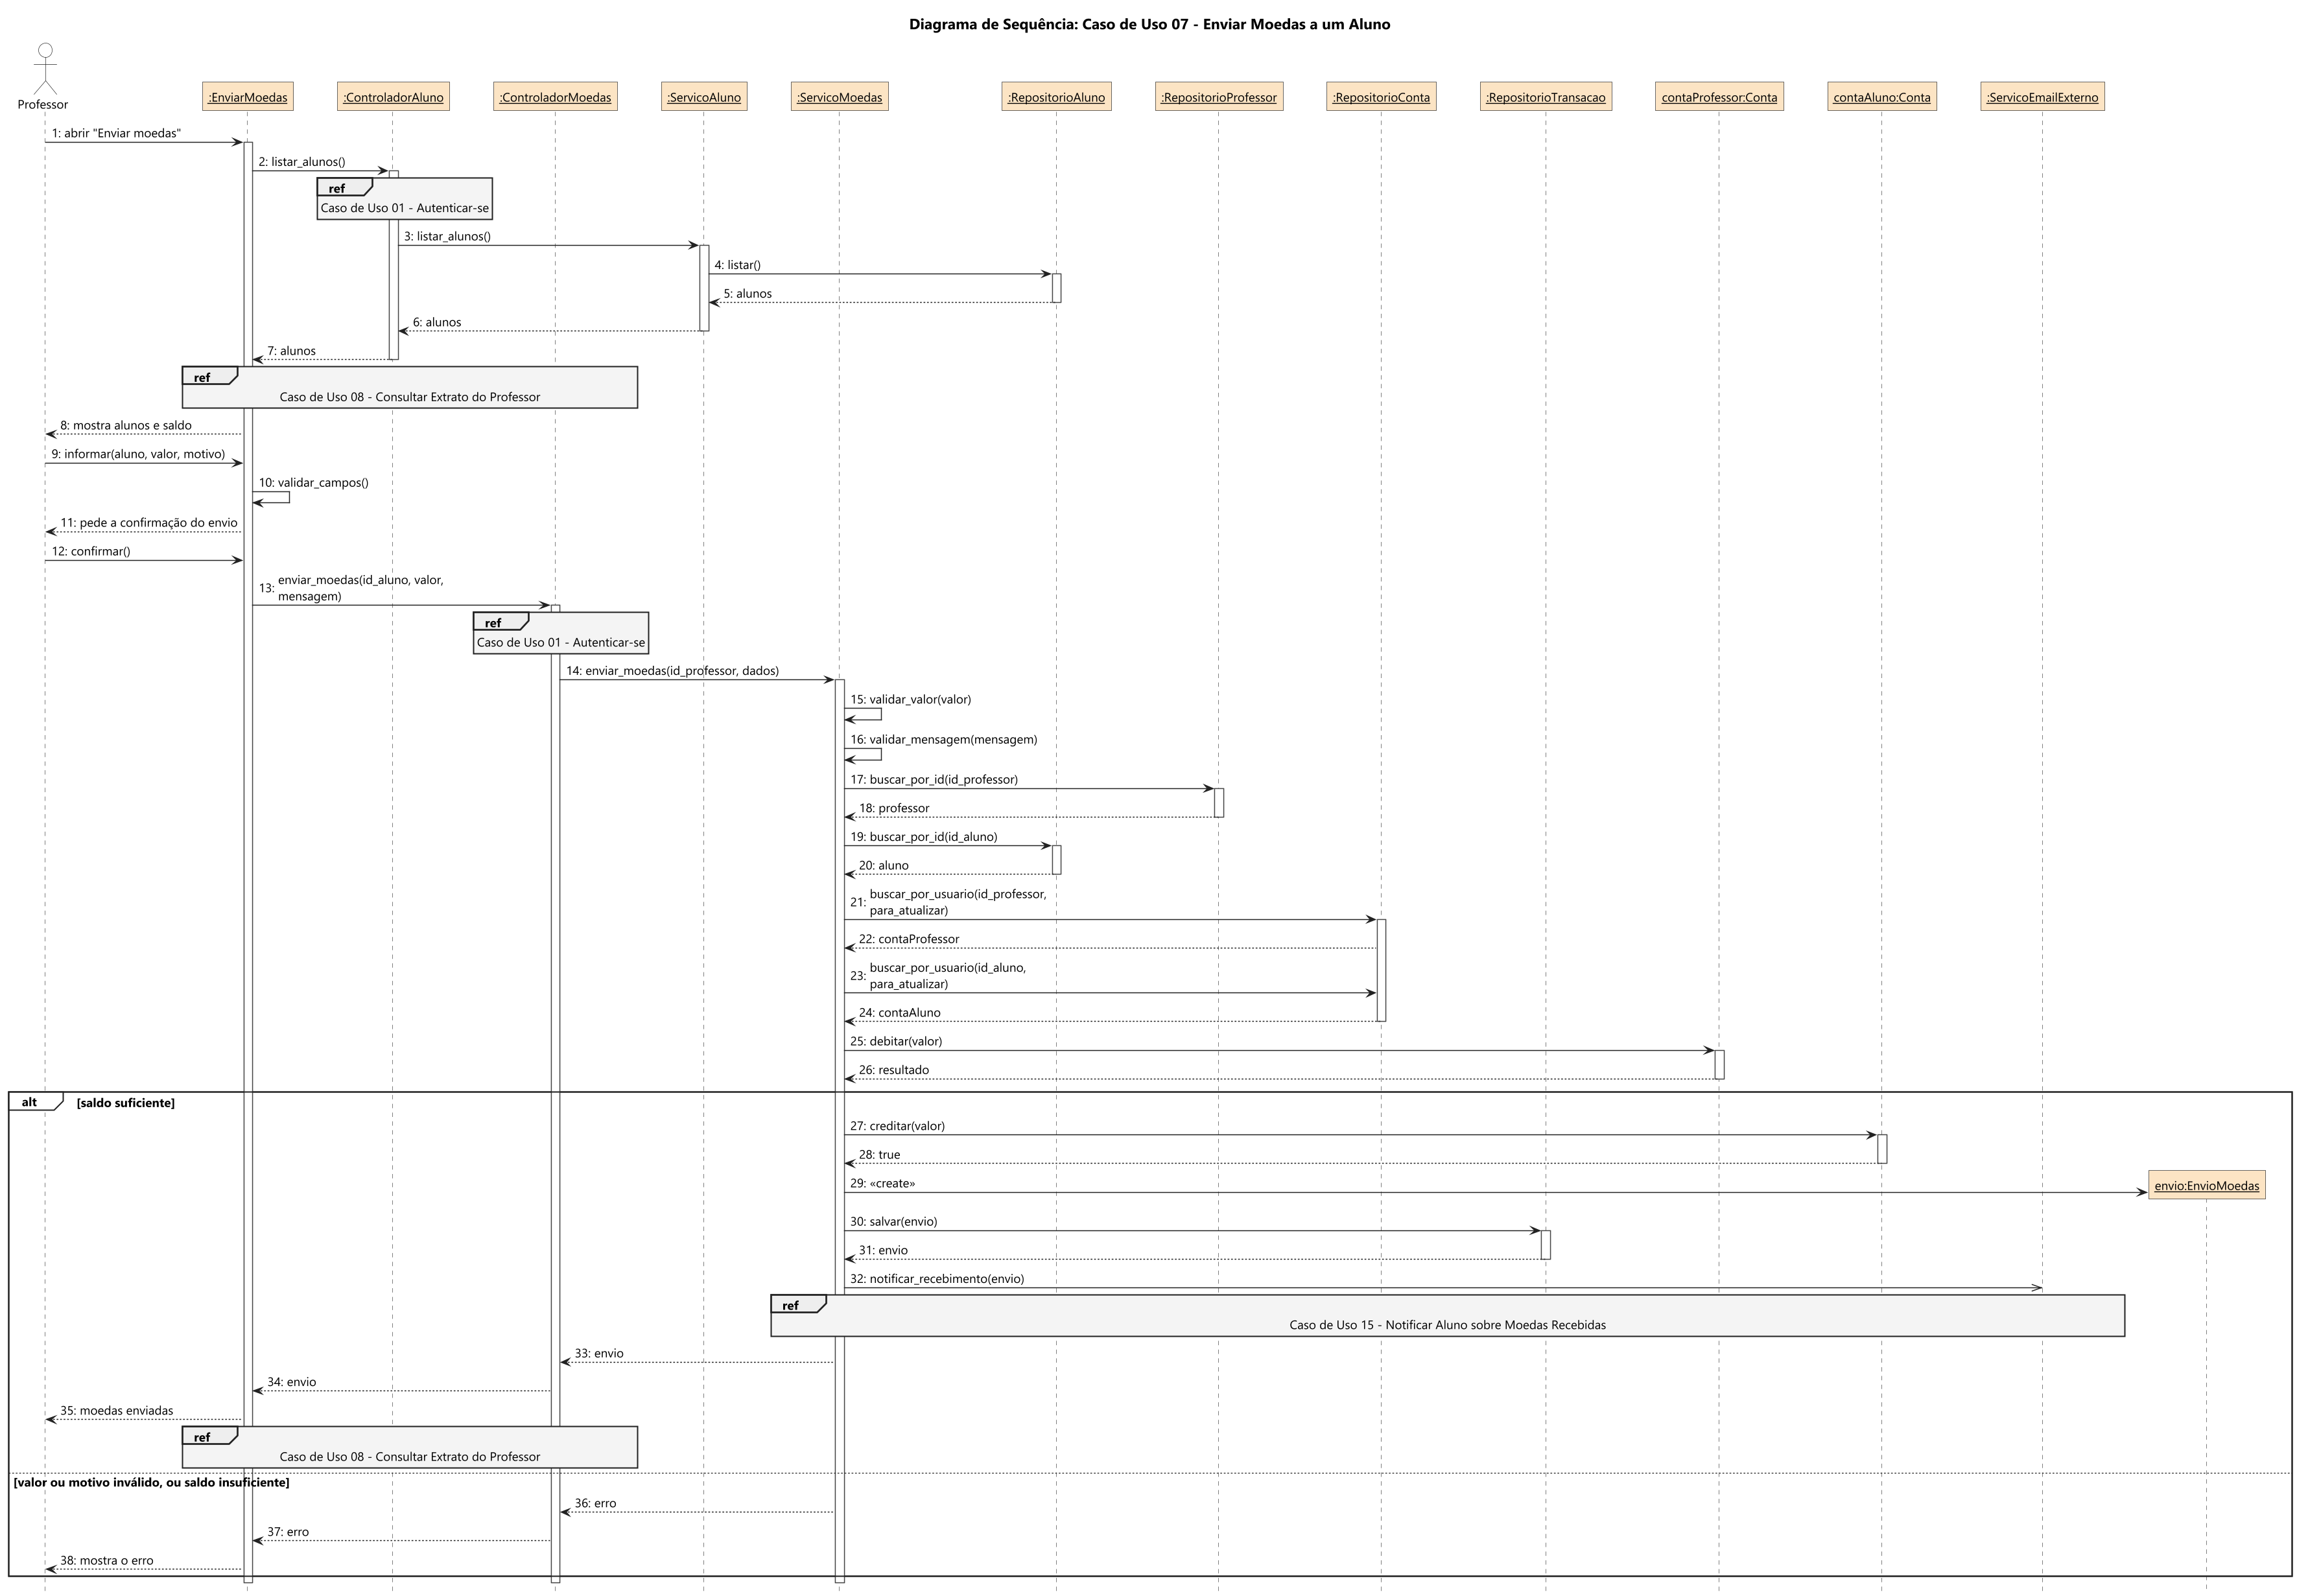 Diagrama de Sequência: Caso de Uso 07 - Enviar Moedas a um Aluno
Professor
:EnviarMoedas
:ControladorAluno
:ControladorMoedas
:ServicoAluno
:ServicoMoedas
:RepositorioAluno
:RepositorioProfessor
:RepositorioConta
:RepositorioTransacao
contaProfessor:Conta
contaAluno:Conta
:ServicoEmailExterno
1: abrir "Enviar moedas"
2: listar_alunos()
ref
Caso de Uso 01 - Autenticar-se
3: listar_alunos()
4: listar()
5: alunos
6: alunos
7: alunos
ref
Caso de Uso 08 - Consultar Extrato do Professor
8: mostra alunos e saldo
9: informar(aluno, valor, motivo)
10: validar_campos()
11: pede a confirmação do envio
12: confirmar()
13: enviar_moedas(id_aluno, valor,
mensagem)
ref
Caso de Uso 01 - Autenticar-se
14: enviar_moedas(id_professor, dados)
15: validar_valor(valor)
16: validar_mensagem(mensagem)
17: buscar_por_id(id_professor)
18: professor
19: buscar_por_id(id_aluno)
20: aluno
21: buscar_por_usuario(id_professor,
para_atualizar)
22: contaProfessor
23: buscar_por_usuario(id_aluno,
para_atualizar)
24: contaAluno
25: debitar(valor)
26: resultado
alt
[saldo suficiente]
27: creditar(valor)
28: true
29: «create»
envio:EnvioMoedas
30: salvar(envio)
31: envio
32: notificar_recebimento(envio)
ref
Caso de Uso 15 - Notificar Aluno sobre Moedas Recebidas
33: envio
34: envio
35: moedas enviadas
ref
Caso de Uso 08 - Consultar Extrato do Professor
[valor ou motivo inválido, ou saldo insuficiente]
36: erro
37: erro
38: mostra o erro